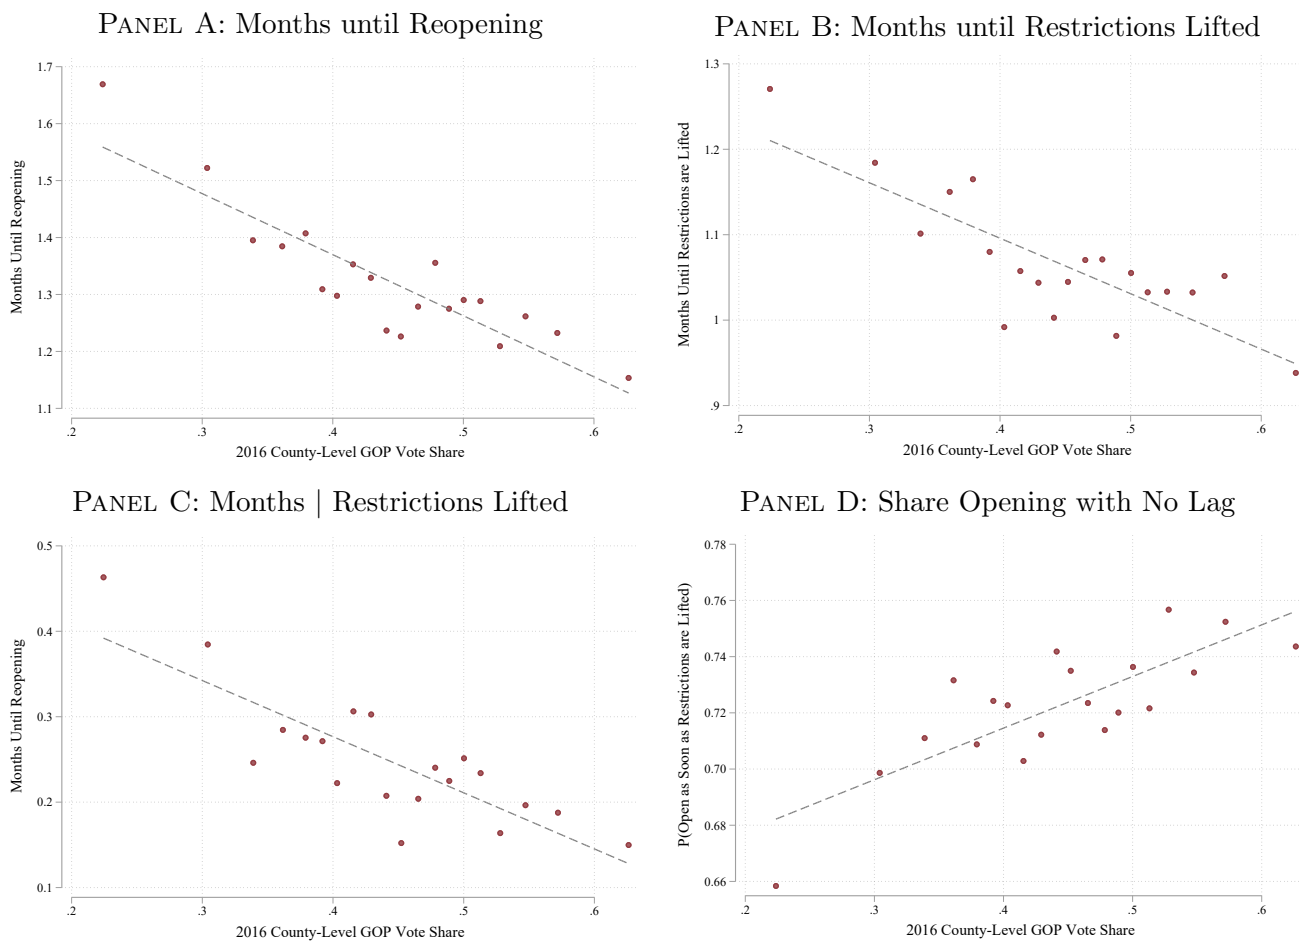 PANEL A: Months until Reopening
1.7
1.6
1.5
1.4
1.3
1.2
1.1
Months Until Reopening
.2 .3 .4 .5 .6
2016 County-Level GOP Vote Share
PANEL B: Months until Restrictions Lifted
1.3
1.2
1.1
1
.9
Months Until Restrictions are Lifted
.2 .3 .4 .5 .6
2016 County-Level GOP Vote Share
PANEL C: Months | Restrictions Lifted
0.5
0.4
0.3
0.2
0.1
Months Until Reopening
.2 .3 .4 .5 .6
2016 County-Level GOP Vote Share
PANEL D: Share Opening with No Lag
0.78
0.76
0.74
0.72
0.70
0.68
0.66
P(Open as Soon as Restrictions are Lifted)
.2 .3 .4 .5 .6
2016 County-Level GOP Vote Share